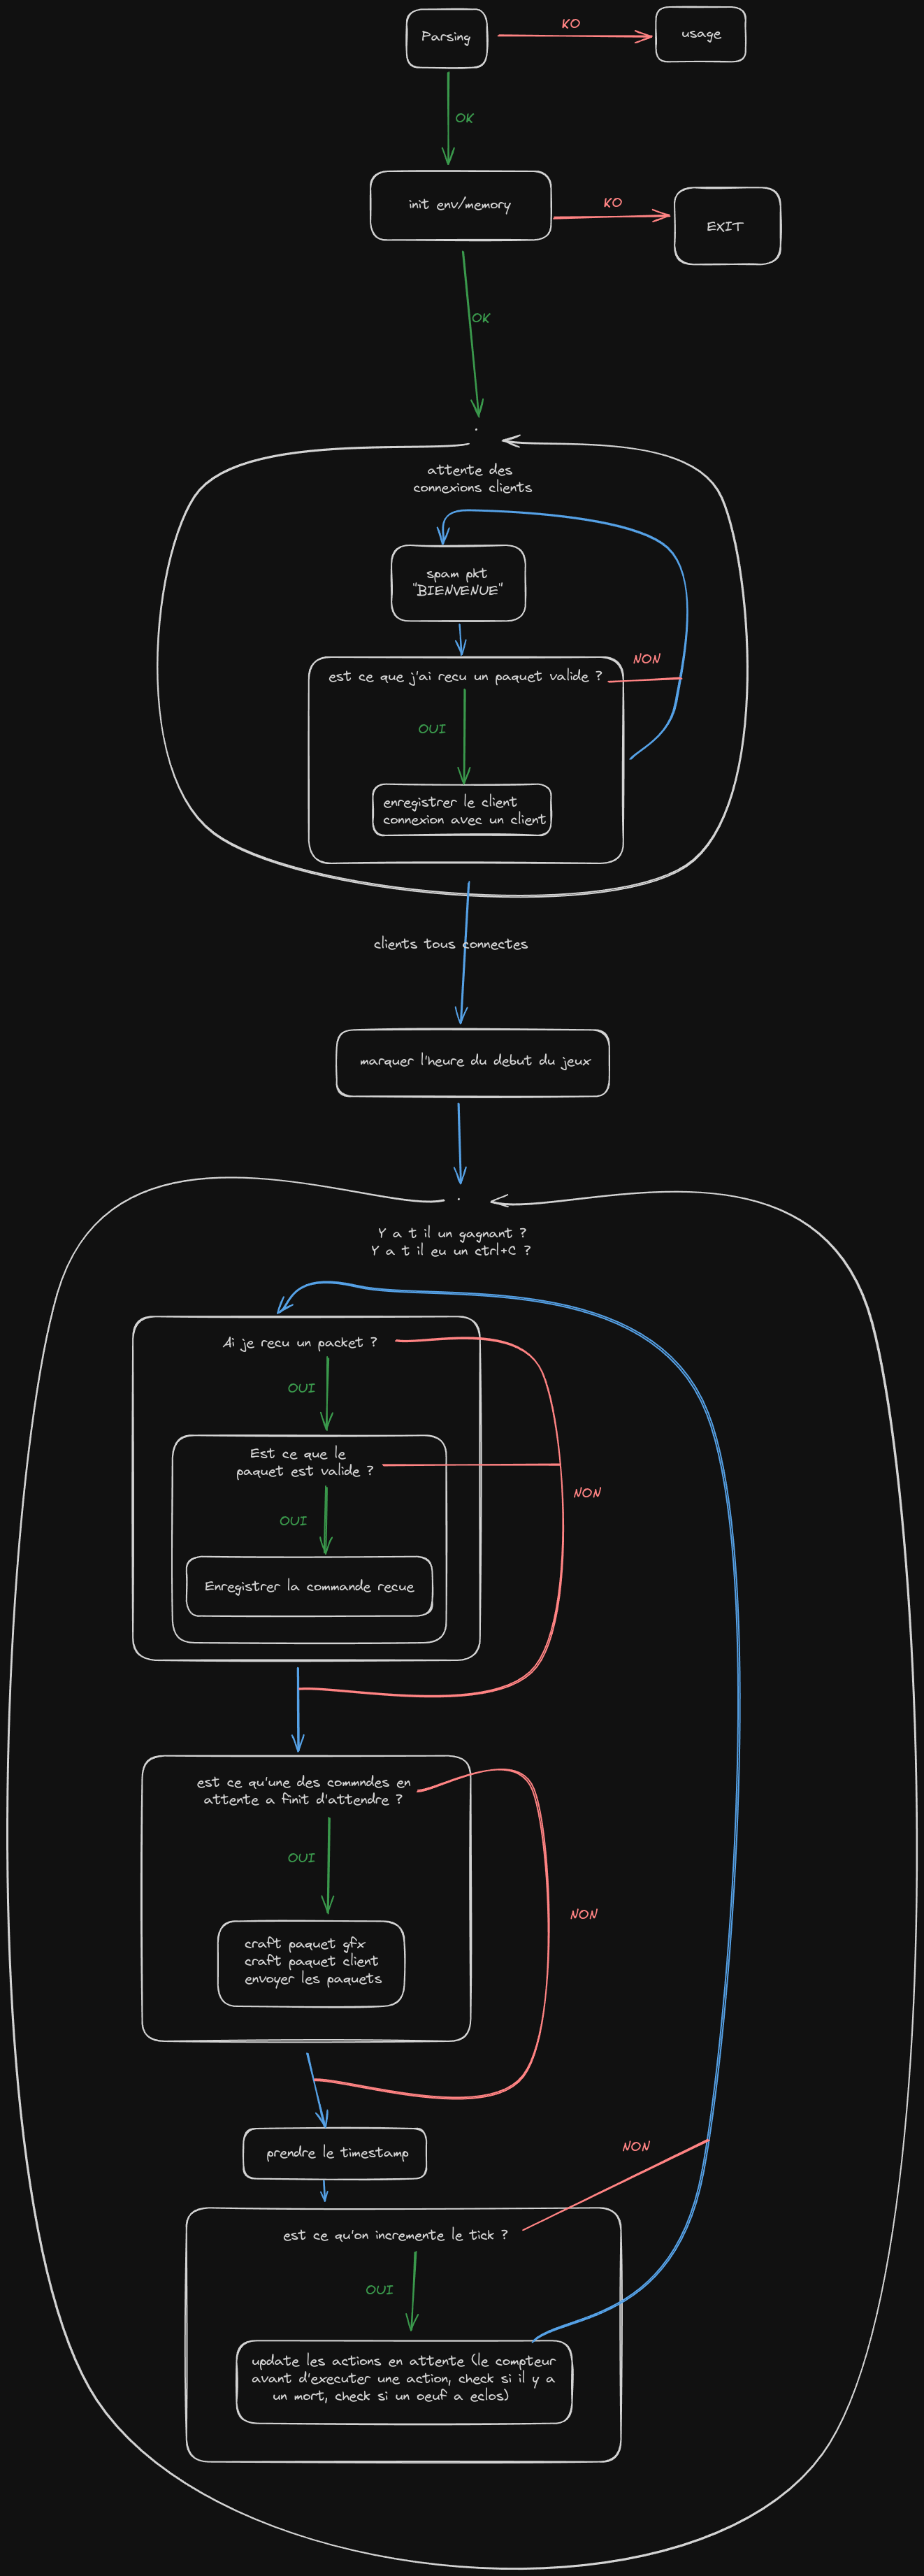 Parsing
KO
usage
OK
init env/memory
KO
EXIT
OK
attente des
connexions clients
spam pkt
"BIENVENUE"
NON
est ce que j'ai recu un paquet valide ?
OUI
enregistrer le client
connexion avec un client
clients tous connectes
marquer l'heure du debut du jeux
Y a t il un gagnant ?
Y a t il eu un ctrl+C ?
Ai je recu un packet ?
OUI
Est ce que le
paquet est valide ?
NON
OUI
Enregistrer la commande recue
est ce qu'une des commndes en
attente a finit d'attendre ?
OUI
NON
craft paquet gfx
craft paquet client
envoyer les paquets
prendre le timestamp
NON
est ce qu'on incremente le tick ?
OUI
update les actions en attente (le compteur
avant d'executer une action, check si il y a
un mort, check si un oeuf a eclos)